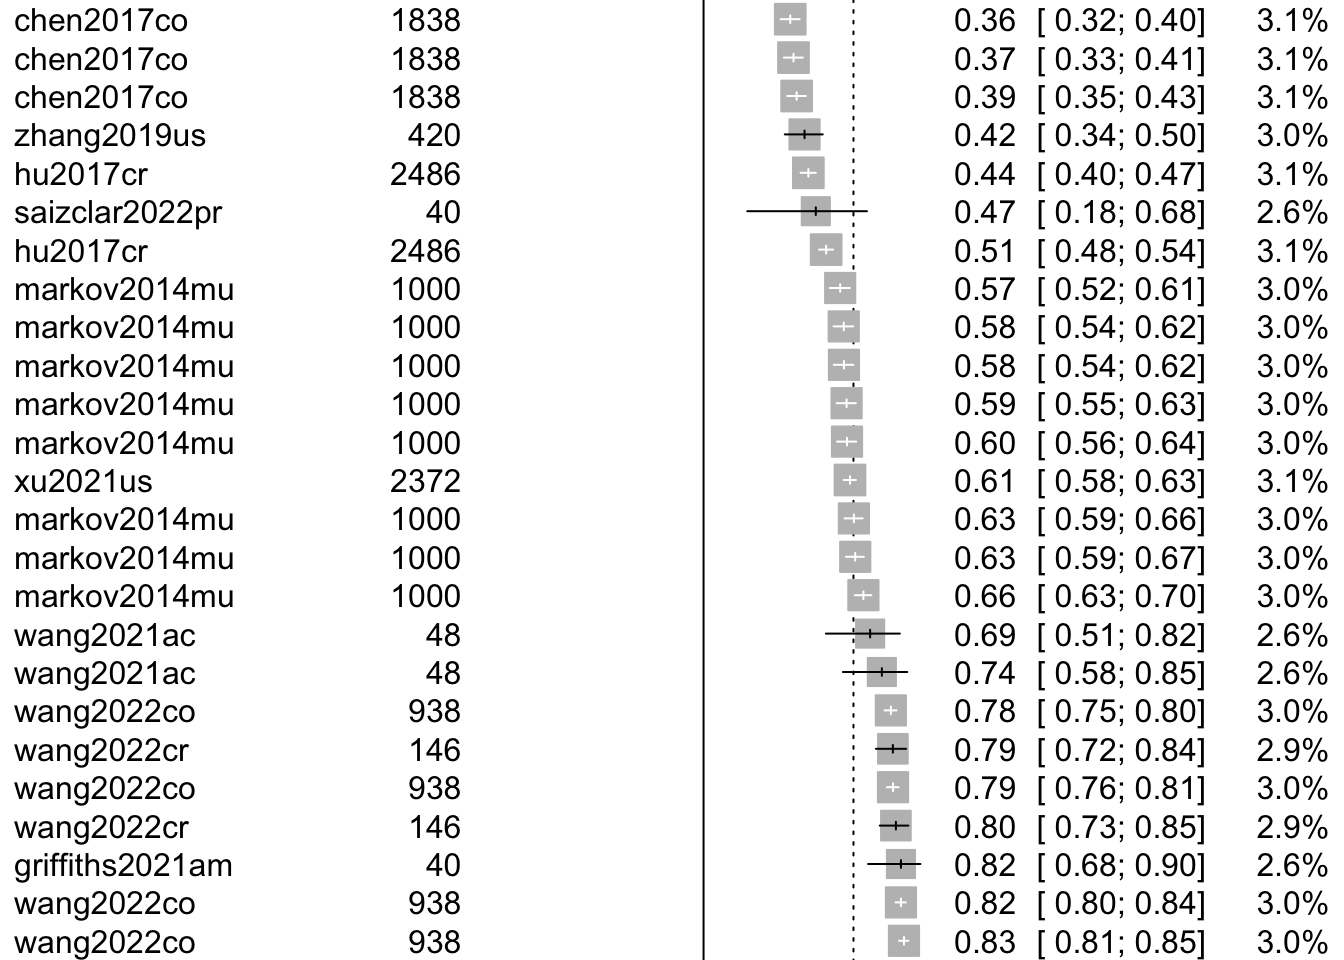 chen2017co 1838 0.36 [ 0.32; 0.40] 3.1%
chen2017co 1838 0.37 [ 0.33; 0.41] 3.1%
chen2017co 1838 0.39 [ 0.35; 0.43] 3.1%
zhang2019us 420 0.42 [ 0.34; 0.50] 3.0%
hu2017cr 2486 0.44 [ 0.40; 0.47] 3.1%
saizclar2022pr 40 0.47 [ 0.18; 0.68] 2.6%
hu2017cr 2486 0.51 [ 0.48; 0.54] 3.1%
markov2014mu 1000 0.57 [ 0.52; 0.61] 3.0%
markov2014mu 1000 0.58 [ 0.54; 0.62] 3.0%
markov2014mu 1000 0.58 [ 0.54; 0.62] 3.0%
markov2014mu 1000 0.59 [ 0.55; 0.63] 3.0%
markov2014mu 1000 0.60 [ 0.56; 0.64] 3.0%
xu2021us 2372 0.61 [ 0.58; 0.63] 3.1%
markov2014mu 1000 0.63 [ 0.59; 0.66] 3.0%
markov2014mu 1000 0.63 [ 0.59; 0.67] 3.0%
markov2014mu 1000 0.66 [ 0.63; 0.70] 3.0%
wang2021ac 48 0.69 [ 0.51; 0.82] 2.6%
wang2021ac 48 0.74 [ 0.58; 0.85] 2.6%
wang2022co 938 0.78 [ 0.75; 0.80] 3.0%
wang2022cr 146 0.79 [ 0.72; 0.84] 2.9%
wang2022co 938 0.79 [ 0.76; 0.81] 3.0%
wang2022cr 146 0.80 [ 0.73; 0.85] 2.9%
griffiths2021am 40 0.82 [ 0.68; 0.90] 2.6%
wang2022co 938 0.82 [ 0.80; 0.84] 3.0%
wang2022co 938 0.83 [ 0.81; 0.85] 3.0%